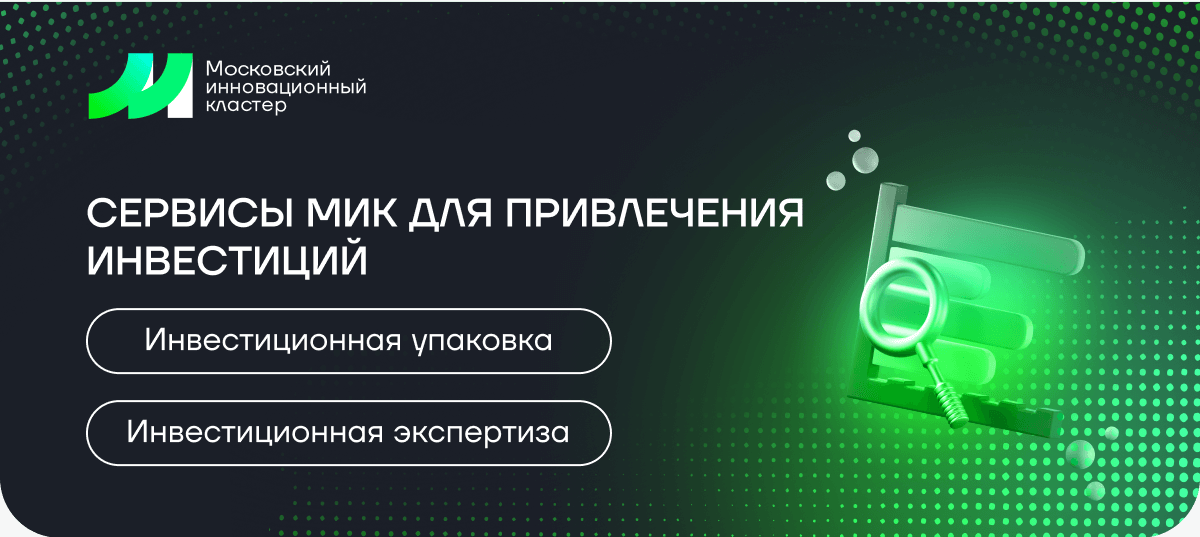 Московский
инновационный
кластер
СЕРВИСЫ МИК ДЛЯ ПРИВЛЕЧЕНИЯ
ИНВЕСТИЦИЙ
Инвестиционная упаковка
Инвестиционная экспертиза